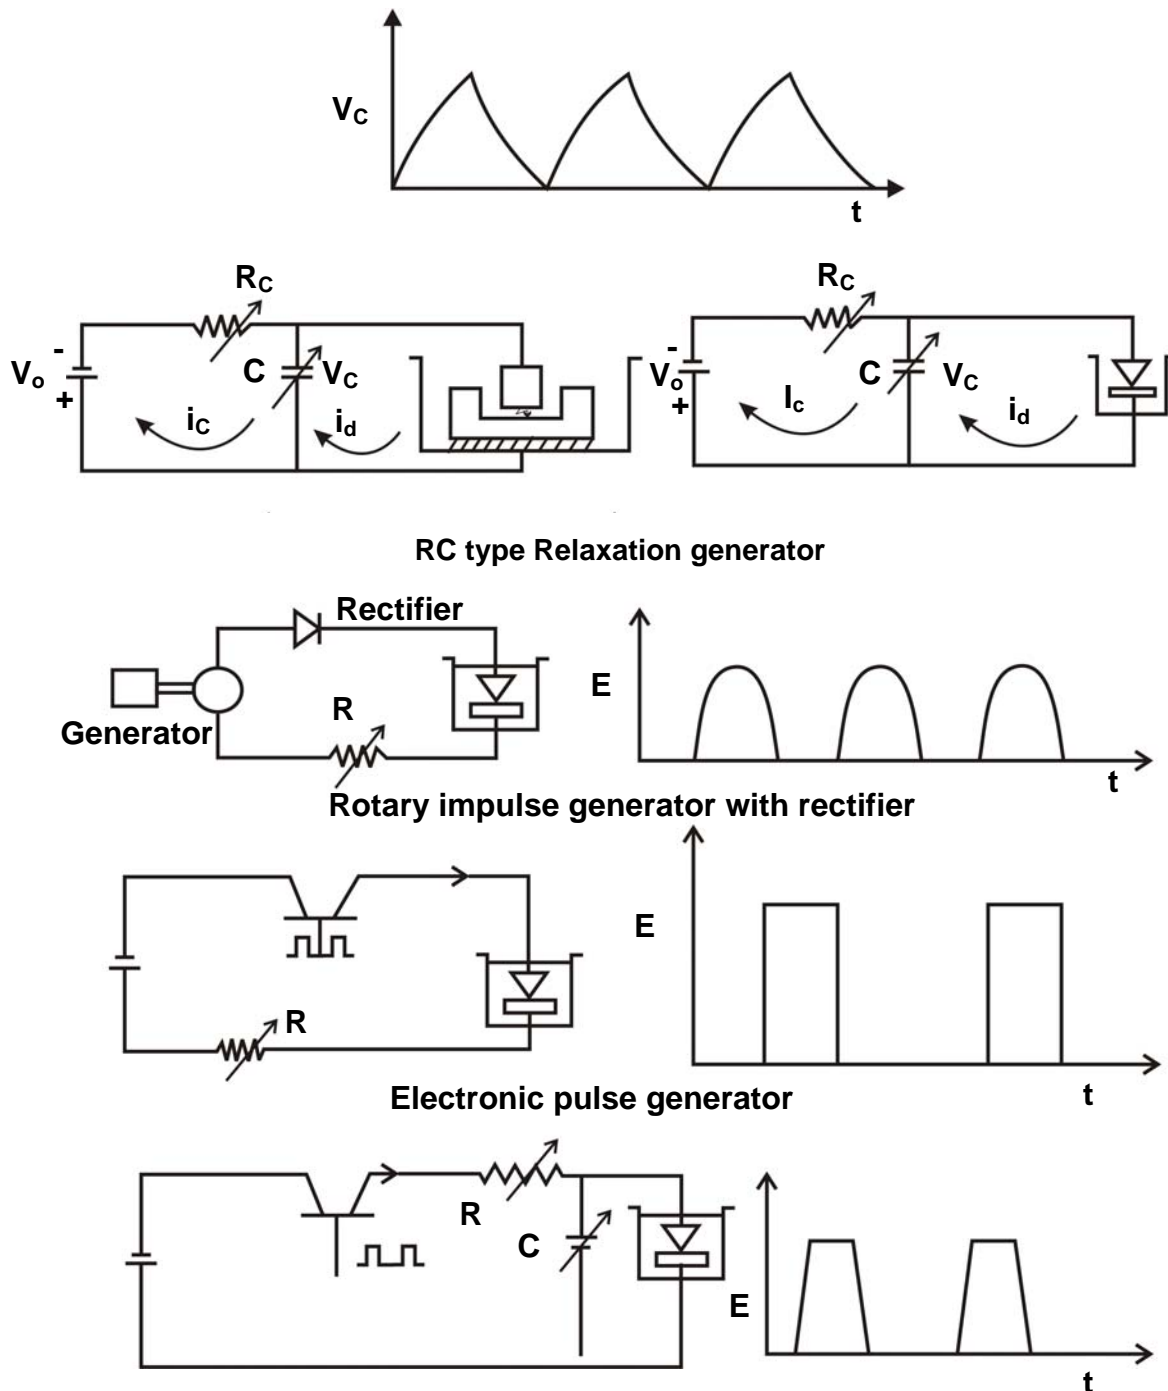 V_C
t
R_C
V_o
-
+
C
V_C
i_C
i_d
R_C
V_o
-
+
C
V_C
I_c
i_d
RC type Relaxation generator
Rectifier
Generator
R
E
t
Rotary impulse generator with rectifier
R
E
t
Electronic pulse generator
R
C
E
t